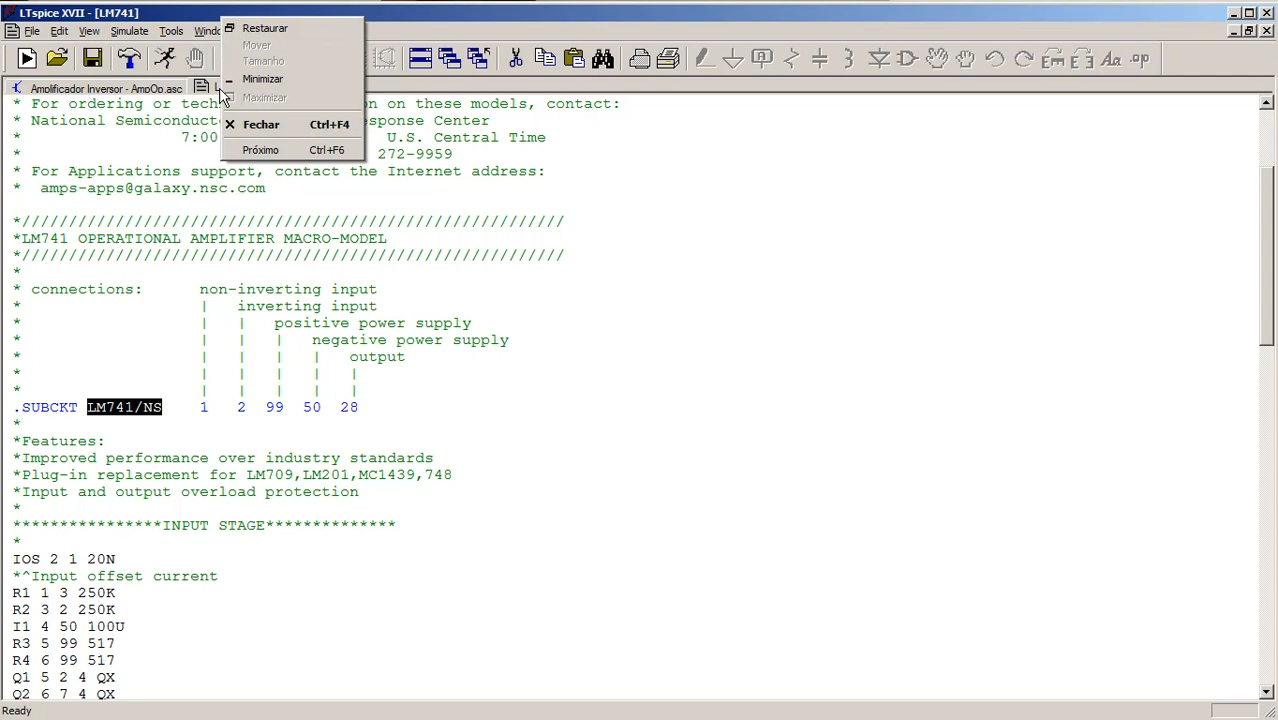 LTspice XVII - [LM741]
File Edit View Simulate Tools Windo
Restaurar
Mover
Tamanho
Minimizar
Maximizar
Fechar Ctrl+F4
Próximo Ctrl+F6
Amplificador Inversor - AmpOp.asc
.op
* For ordering or tech on on these models, contact:
* National Semiconduct esponse Center
* 7:00 U.S. Central Time
* 272-9959
* For Applications support, contact the Internet address:
* amps-apps@galaxy.nsc.com
*//////////////////////////////////////////////////////////
*LM741 OPERATIONAL AMPLIFIER MACRO-MODEL
*//////////////////////////////////////////////////////////
*
* connections: non-inverting input
* | inverting input
* | | positive power supply
* | | | negative power supply
* | | | | output
* | | | | |
* | | | | |
.SUBCKT LM741/NS 1 2 99 50 28
*
*Features:
*Improved performance over industry standards
*Plug-in replacement for LM709,LM201,MC1439,748
*Input and output overload protection
*
****************INPUT STAGE**************
*
IOS 2 1 20N
*^Input offset current
R1 1 3 250K
R2 3 2 250K
I1 4 50 100U
R3 5 99 517
R4 6 99 517
Q1 5 2 4 QX
Q2 6 7 4 QX
Ready